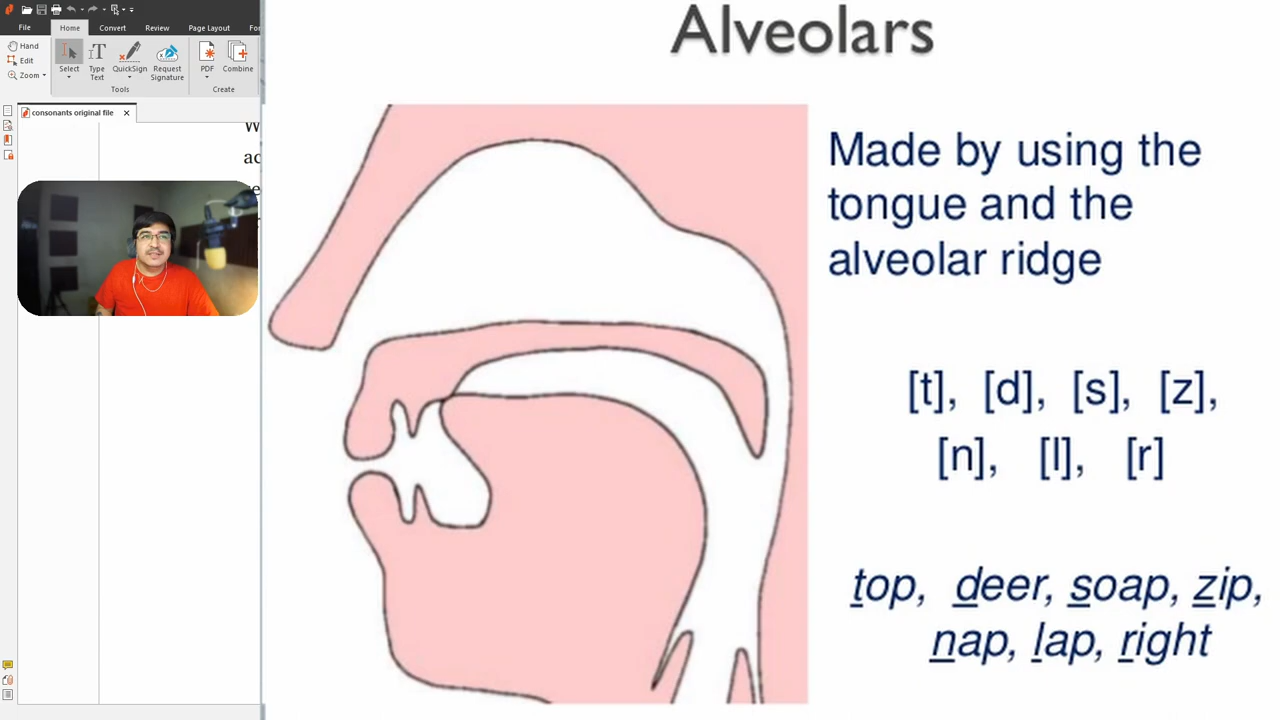 File
Home
Convert
Review
Page Layout
Hand
Edit
Zoom
Select
Type Text
QuickSign
Request Signature
PDF
Combine
Tools
Create
consonants original file
Alveolars
Made by using the
tongue and the
alveolar ridge
[t], [d], [s], [z],
[n], [l], [r]
top, deer, soap, zip,
nap, lap, right